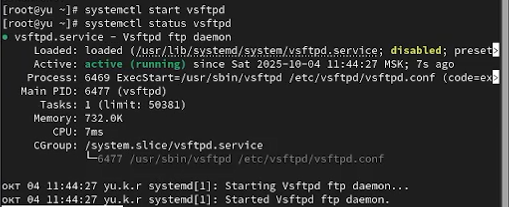 [root@yu ~]# systemctl start vsftpd
[root@yu ~]# systemctl status vsftpd
● vsftpd.service - Vsftpd ftp daemon
Loaded: loaded (/usr/lib/systemd/system/vsftpd.service; disabled; preset>
Active: active (running) since Sat 2025-10-04 11:44:27 MSK; 7s ago
Process: 6469 ExecStart=/usr/sbin/vsftpd /etc/vsftpd/vsftpd.conf (code=ex>
Main PID: 6477 (vsftpd)
Tasks: 1 (limit: 50381)
Memory: 732.0K
CPU: 7ms
CGroup: /system.slice/vsftpd.service
└─6477 /usr/sbin/vsftpd /etc/vsftpd/vsftpd.conf
окт 04 11:44:27 yu.k.r systemd[1]: Starting Vsftpd ftp daemon...
окт 04 11:44:27 yu.k.r systemd[1]: Started Vsftpd ftp daemon.